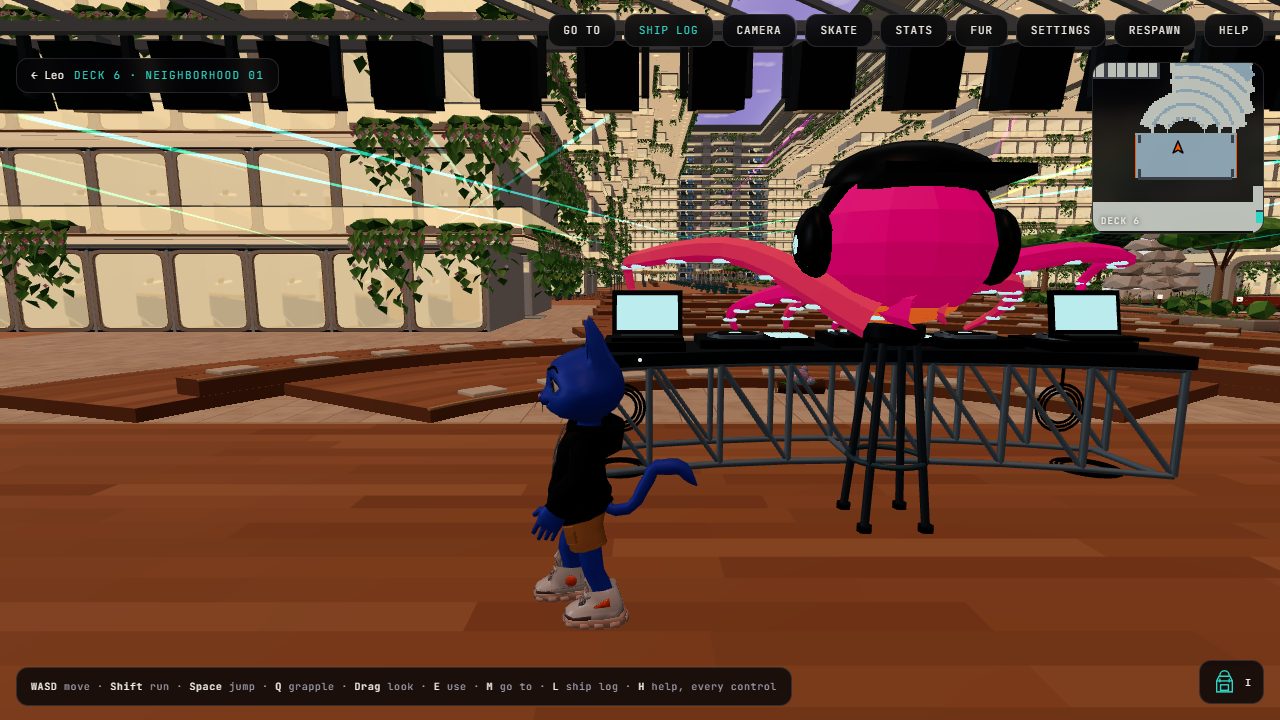 GO TO
SHIP LOG
CAMERA
SKATE
STATS
FUR
SETTINGS
RESPAWN
HELP
← Leo DECK 6 · NEIGHBORHOOD 01
DECK 6
WASD move · Shift run · Space jump · Q grapple · Drag look · E use · M go to · L ship log · H help, every control
I